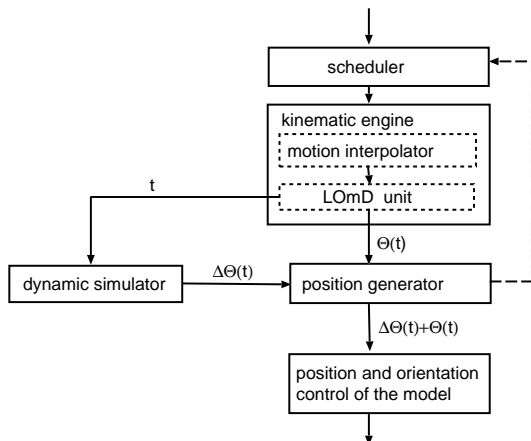 scheduler
kinematic engine
motion interpolator
LOmD unit
t
Θ(t)
dynamic simulator
ΔΘ(t)
position generator
ΔΘ(t)+Θ(t)
position and orientation
control of the model